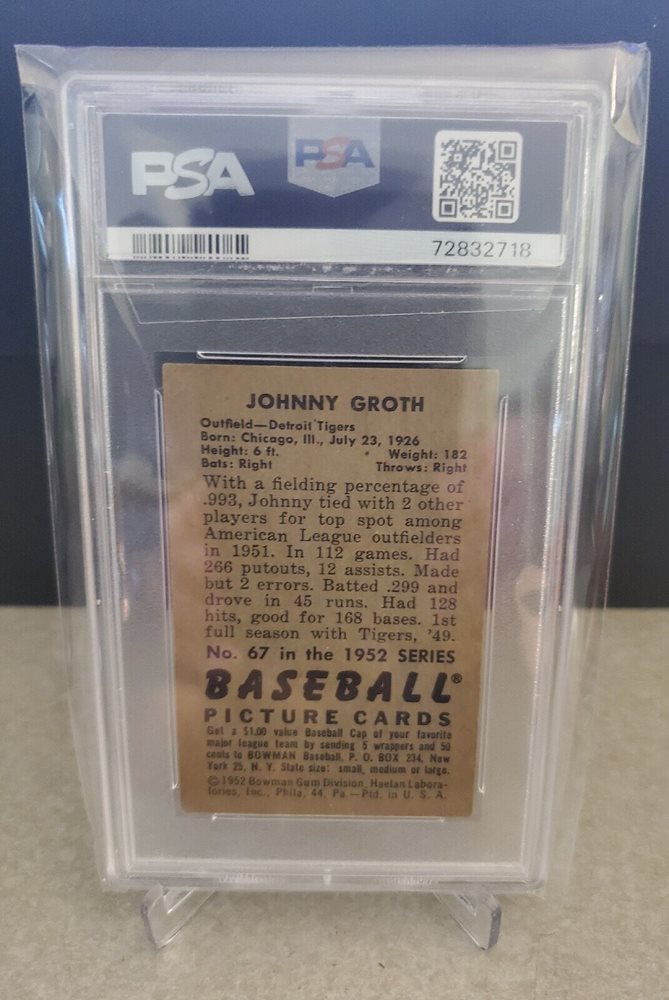 PSA
PSA
72832718
JOHNNY GROTH
Outfield—Detroit Tigers
Born: Chicago, Ill., July 23, 1926
Height: 6 ft. Weight: 182
Bats: Right Throws: Right
With a fielding percentage of
.993, Johnny tied with 2 other
players for top spot among
American League outfielders
in 1951. In 112 games. Had
266 putouts, 12 assists. Made
but 2 errors. Batted .299 and
drove in 45 runs. Had 128
hits, good for 168 bases. 1st
full season with Tigers, '49.
No. 67 in the 1952 SERIES
BASEBALL®
PICTURE CARDS
Get a $1.00 value Baseball Cap of your favorite
major league team by sending 5 wrappers and 50
cents to BOWMAN Baseball, P. O. BOX 234, New
York 25, N. Y. State size: small, medium or large.
©1952 Bowman Gum Division, Haelan Labora-
tories, Inc., Phila. 44, Pa.—Ptd. in U. S. A.